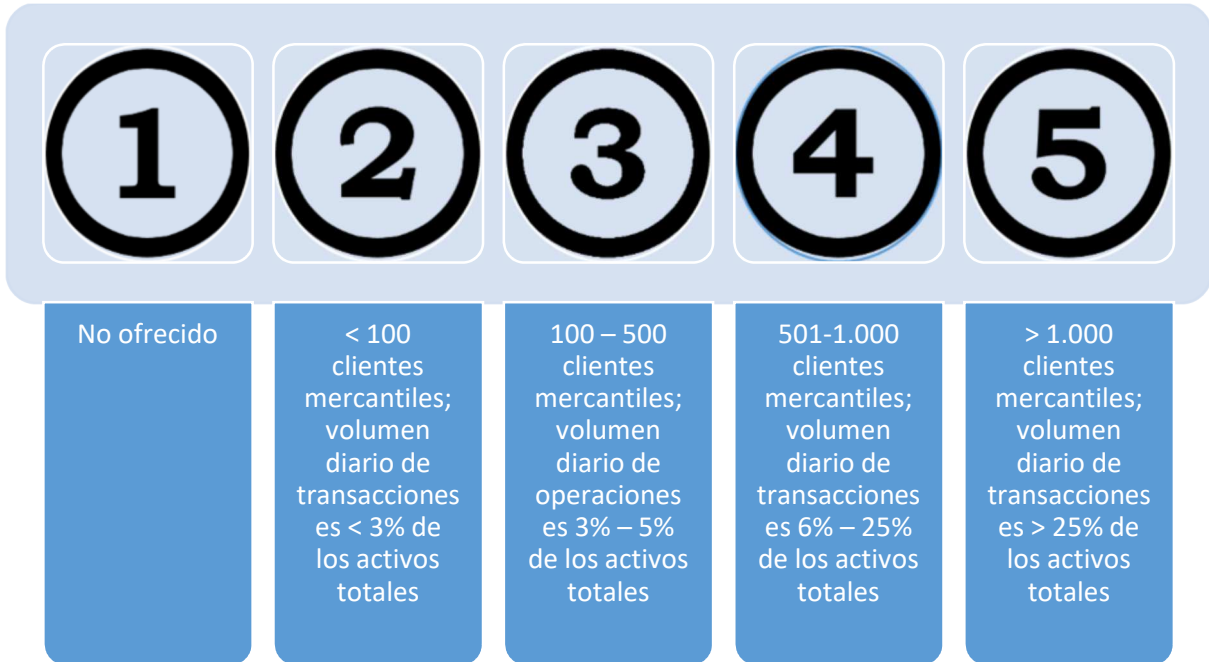 1
2
3
4
5
No ofrecido
< 100
clientes
mercantiles;
volumen
diario de
transacciones
es < 3% de
los activos
totales
100 – 500
clientes
mercantiles;
volumen
diario de
operaciones
es 3% – 5%
de los activos
totales
501-1.000
clientes
mercantiles;
volumen
diario de
transacciones
es 6% – 25%
de los activos
totales
> 1.000
clientes
mercantiles;
volumen
diario de
transacciones
es > 25% de
los activos
totales